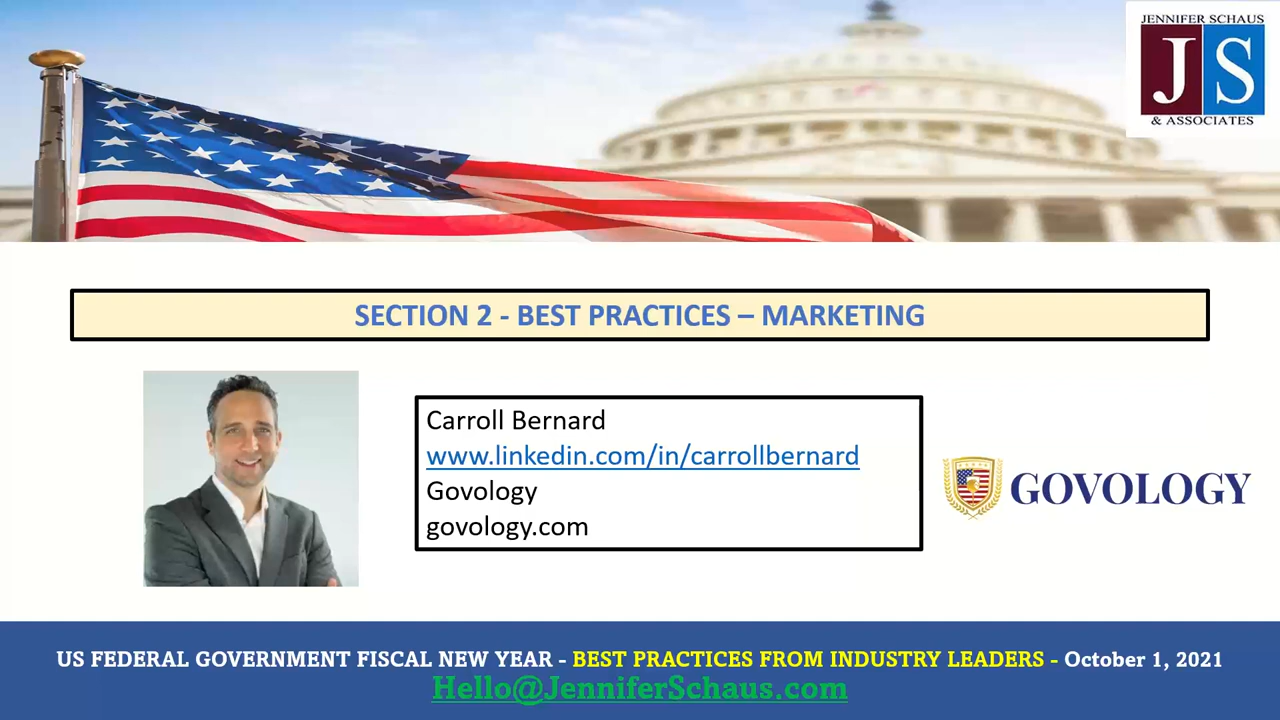 JENNIFER SCHAUS
JS
& ASSOCIATES
SECTION 2 - BEST PRACTICES – MARKETING
Carroll Bernard
www.linkedin.com/in/carrollbernard
Govology
govology.com
GOVOLOGY
US FEDERAL GOVERNMENT FISCAL NEW YEAR - BEST PRACTICES FROM INDUSTRY LEADERS - October 1, 2021
Hello@JenniferSchaus.com